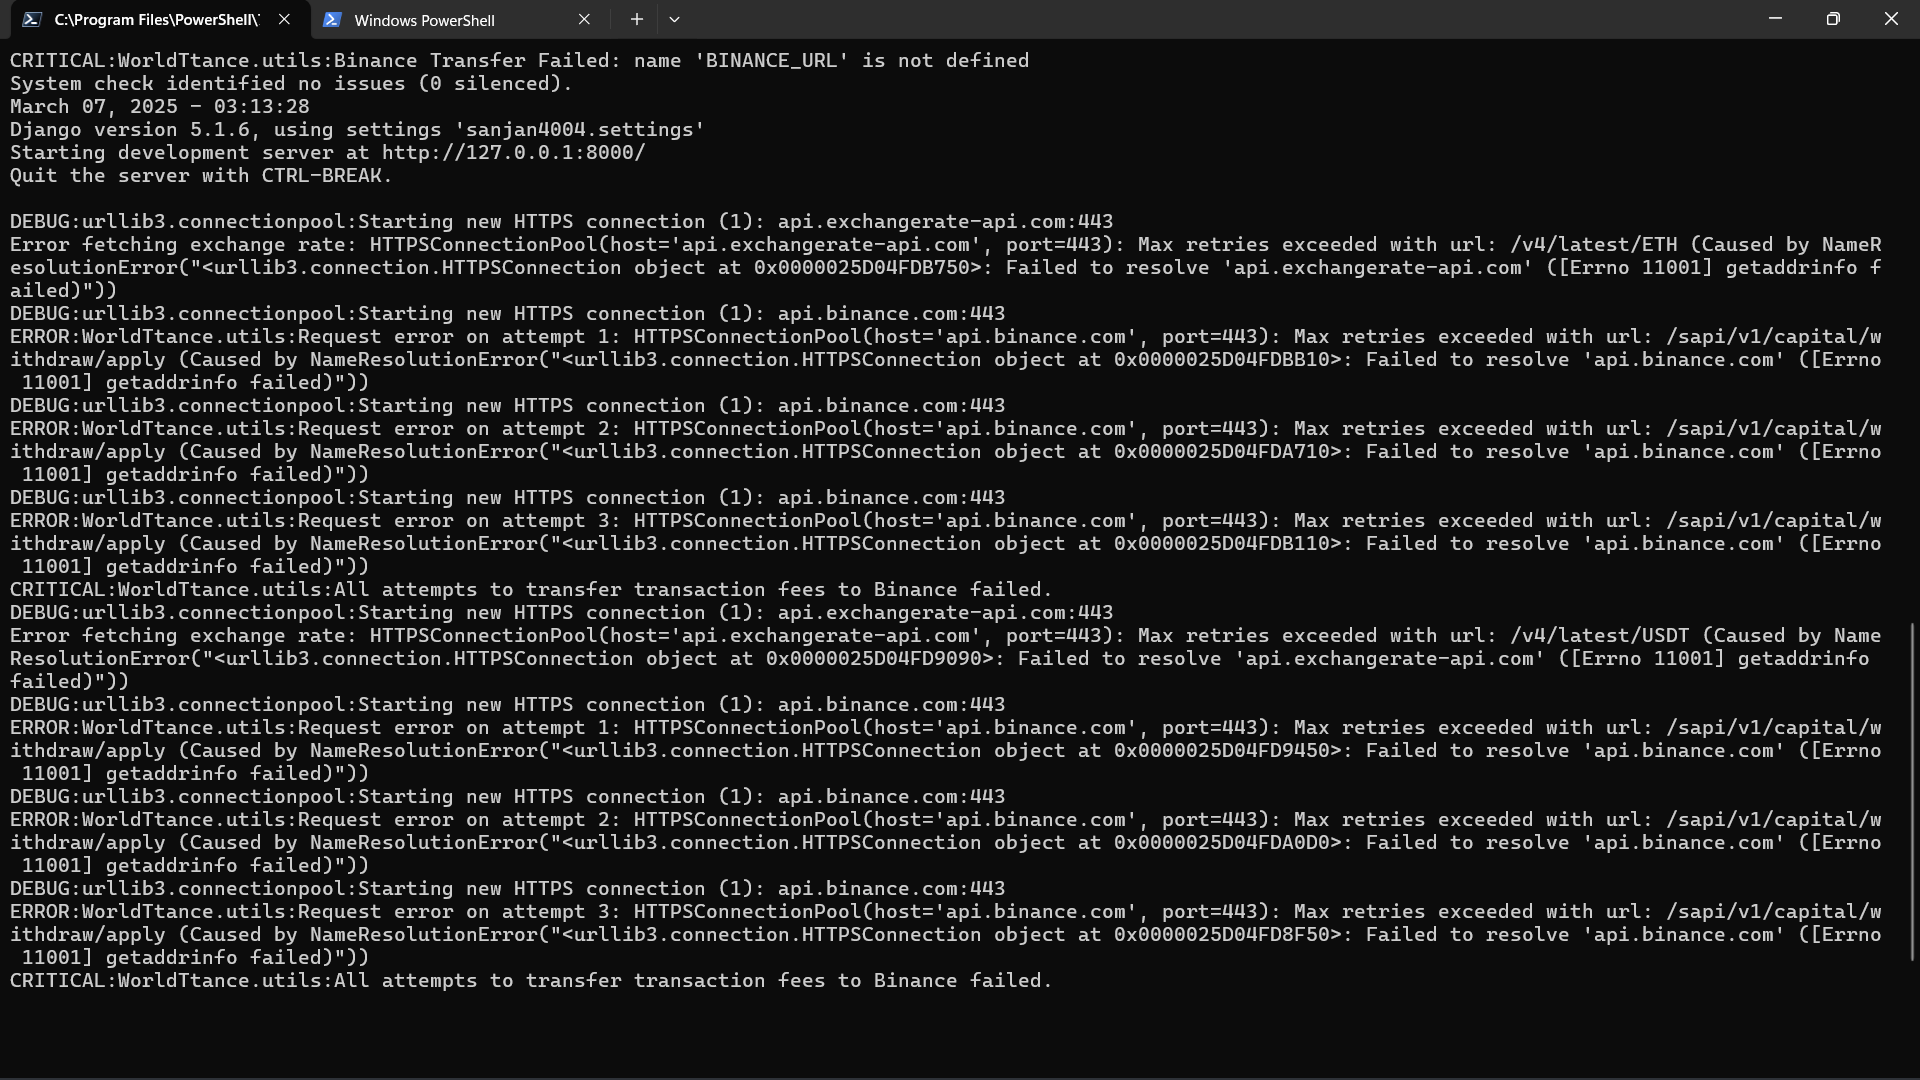 C:\Program Files\PowerShell\
Windows PowerShell
CRITICAL:WorldTtance.utils:Binance Transfer Failed: name 'BINANCE_URL' is not defined
System check identified no issues (0 silenced).
March 07, 2025 - 03:13:28
Django version 5.1.6, using settings 'sanjan4004.settings'
Starting development server at http://127.0.0.1:8000/
Quit the server with CTRL-BREAK.
DEBUG:urllib3.connectionpool:Starting new HTTPS connection (1): api.exchangerate-api.com:443
Error fetching exchange rate: HTTPSConnectionPool(host='api.exchangerate-api.com', port=443): Max retries exceeded with url: /v4/latest/ETH (Caused by NameR
esolutionError("<urllib3.connection.HTTPSConnection object at 0x0000025D04FDB750>: Failed to resolve 'api.exchangerate-api.com' ([Errno 11001] getaddrinfo f
ailed)"))
DEBUG:urllib3.connectionpool:Starting new HTTPS connection (1): api.binance.com:443
ERROR:WorldTtance.utils:Request error on attempt 1: HTTPSConnectionPool(host='api.binance.com', port=443): Max retries exceeded with url: /sapi/v1/capital/w
ithdraw/apply (Caused by NameResolutionError("<urllib3.connection.HTTPSConnection object at 0x0000025D04FDBB10>: Failed to resolve 'api.binance.com' ([Errno
 11001] getaddrinfo failed)"))
DEBUG:urllib3.connectionpool:Starting new HTTPS connection (1): api.binance.com:443
ERROR:WorldTtance.utils:Request error on attempt 2: HTTPSConnectionPool(host='api.binance.com', port=443): Max retries exceeded with url: /sapi/v1/capital/w
ithdraw/apply (Caused by NameResolutionError("<urllib3.connection.HTTPSConnection object at 0x0000025D04FDA710>: Failed to resolve 'api.binance.com' ([Errno
 11001] getaddrinfo failed)"))
DEBUG:urllib3.connectionpool:Starting new HTTPS connection (1): api.binance.com:443
ERROR:WorldTtance.utils:Request error on attempt 3: HTTPSConnectionPool(host='api.binance.com', port=443): Max retries exceeded with url: /sapi/v1/capital/w
ithdraw/apply (Caused by NameResolutionError("<urllib3.connection.HTTPSConnection object at 0x0000025D04FDB110>: Failed to resolve 'api.binance.com' ([Errno
 11001] getaddrinfo failed)"))
CRITICAL:WorldTtance.utils:All attempts to transfer transaction fees to Binance failed.
DEBUG:urllib3.connectionpool:Starting new HTTPS connection (1): api.exchangerate-api.com:443
Error fetching exchange rate: HTTPSConnectionPool(host='api.exchangerate-api.com', port=443): Max retries exceeded with url: /v4/latest/USDT (Caused by Name
ResolutionError("<urllib3.connection.HTTPSConnection object at 0x0000025D04FD9090>: Failed to resolve 'api.exchangerate-api.com' ([Errno 11001] getaddrinfo
failed)"))
DEBUG:urllib3.connectionpool:Starting new HTTPS connection (1): api.binance.com:443
ERROR:WorldTtance.utils:Request error on attempt 1: HTTPSConnectionPool(host='api.binance.com', port=443): Max retries exceeded with url: /sapi/v1/capital/w
ithdraw/apply (Caused by NameResolutionError("<urllib3.connection.HTTPSConnection object at 0x0000025D04FD9450>: Failed to resolve 'api.binance.com' ([Errno
 11001] getaddrinfo failed)"))
DEBUG:urllib3.connectionpool:Starting new HTTPS connection (1): api.binance.com:443
ERROR:WorldTtance.utils:Request error on attempt 2: HTTPSConnectionPool(host='api.binance.com', port=443): Max retries exceeded with url: /sapi/v1/capital/w
ithdraw/apply (Caused by NameResolutionError("<urllib3.connection.HTTPSConnection object at 0x0000025D04FDA0D0>: Failed to resolve 'api.binance.com' ([Errno
 11001] getaddrinfo failed)"))
DEBUG:urllib3.connectionpool:Starting new HTTPS connection (1): api.binance.com:443
ERROR:WorldTtance.utils:Request error on attempt 3: HTTPSConnectionPool(host='api.binance.com', port=443): Max retries exceeded with url: /sapi/v1/capital/w
ithdraw/apply (Caused by NameResolutionError("<urllib3.connection.HTTPSConnection object at 0x0000025D04FD8F50>: Failed to resolve 'api.binance.com' ([Errno
 11001] getaddrinfo failed)"))
CRITICAL:WorldTtance.utils:All attempts to transfer transaction fees to Binance failed.